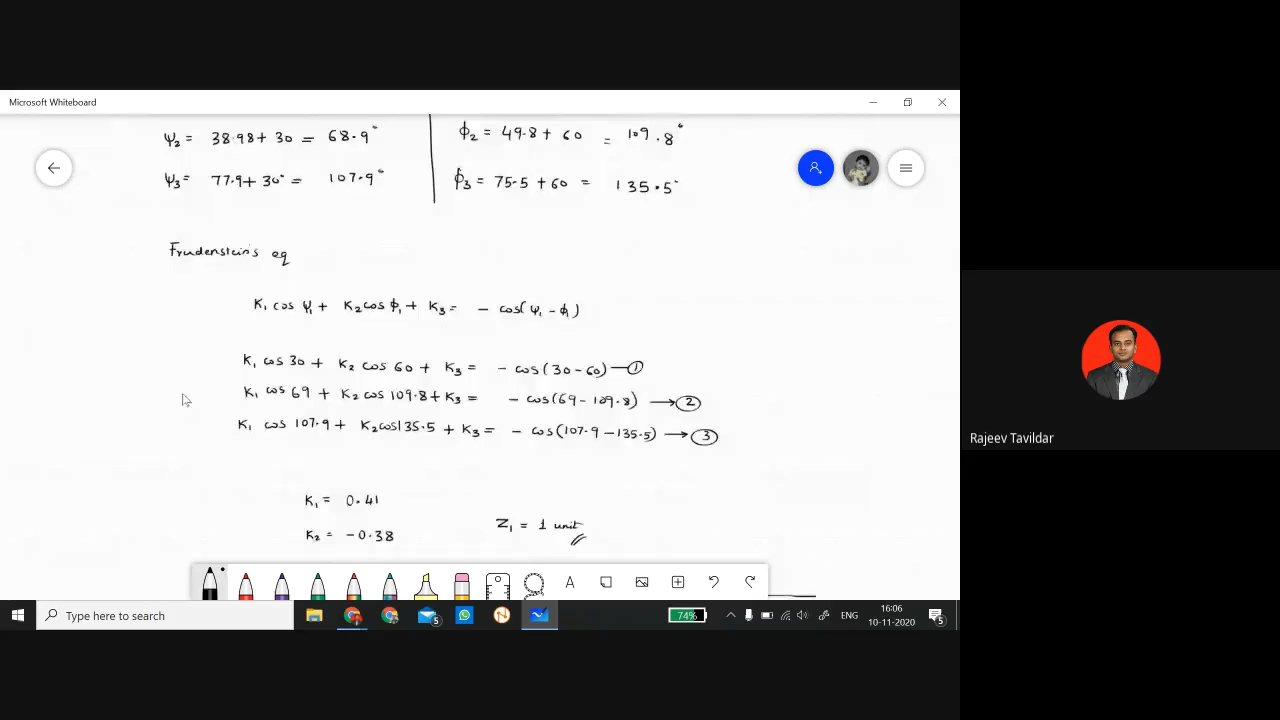 Microsoft Whiteboard
ψ2 = 38.98 + 30 = 68.9°
ϕ2 = 49.8 + 60 = 109.8°
ψ3 = 77.9 + 30° = 107.9°
ϕ3 = 75.5 + 60 = 135.5°
Frudenstein's eq
K1 cos ψ1 + K2 cos ϕ1 + K3 = - cos(ψ1 - ϕ1)
K1 cos 30 + K2 cos 60 + K3 = - cos(30 - 60) — ①
K1 cos 69 + K2 cos 109.8 + K3 = - cos(69 - 109.8) → ②
K1 cos 107.9 + K2 cos 135.5 + K3 = - cos(107.9 - 135.5) → ③
K1 = 0.41
Z1 = 1 unit
K2 = -0.38
Rajeev Tavildar
A
Type here to search
5
74%
ENG
16:06
10-11-2020
5